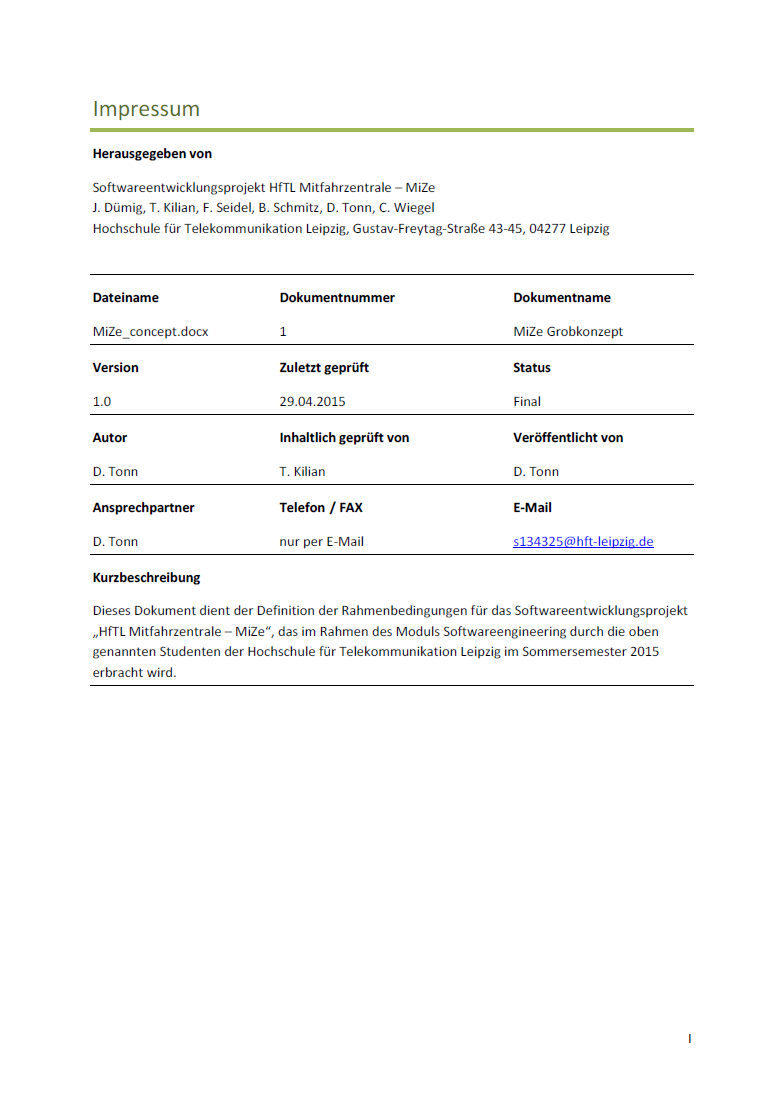 Impressum
Herausgegeben von
Softwareentwicklungsprojekt HfTL Mitfahrzentrale – MiZe
J. Dümig, T. Kilian, F. Seidel, B. Schmitz, D. Tonn, C. Wiegel
Hochschule für Telekommunikation Leipzig, Gustav-Freytag-Straße 43-45, 04277 Leipzig
Dateiname Dokumentnummer Dokumentname
MiZe_concept.docx 1 MiZe Grobkonzept
Version Zuletzt geprüft Status
1.0 29.04.2015 Final
Autor Inhaltlich geprüft von Veröffentlicht von
D. Tonn T. Kilian D. Tonn
Ansprechpartner Telefon / FAX E-Mail
D. Tonn nur per E-Mail s134325@hft-leipzig.de
Kurzbeschreibung
Dieses Dokument dient der Definition der Rahmenbedingungen für das Softwareentwicklungsprojekt
„HfTL Mitfahrzentrale – MiZe“, das im Rahmen des Moduls Softwareengineering durch die oben
genannten Studenten der Hochschule für Telekommunikation Leipzig im Sommersemester 2015
erbracht wird.
I